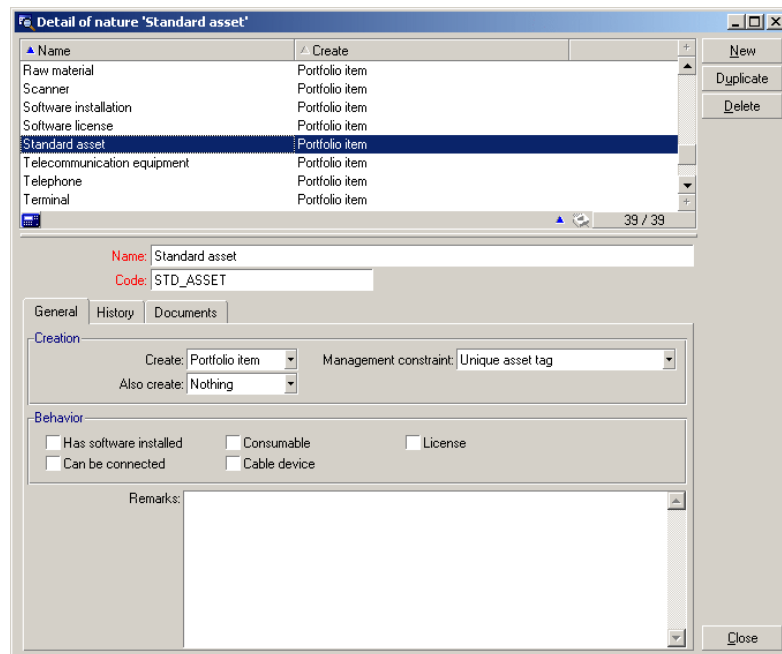 Detail of nature 'Standard asset'
Name Create
Raw material Portfolio item
Scanner Portfolio item
Software installation Portfolio item
Software license Portfolio item
Standard asset Portfolio item
Telecommunication equipment Portfolio item
Telephone Portfolio item
Terminal Portfolio item
39 / 39
New
Duplicate
Delete
Name: Standard asset
Code: STD_ASSET
General History Documents
Creation
Create: Portfolio item Management constraint: Unique asset tag
Also create: Nothing
Behavior
Has software installed Consumable License
Can be connected Cable device
Remarks:
Close